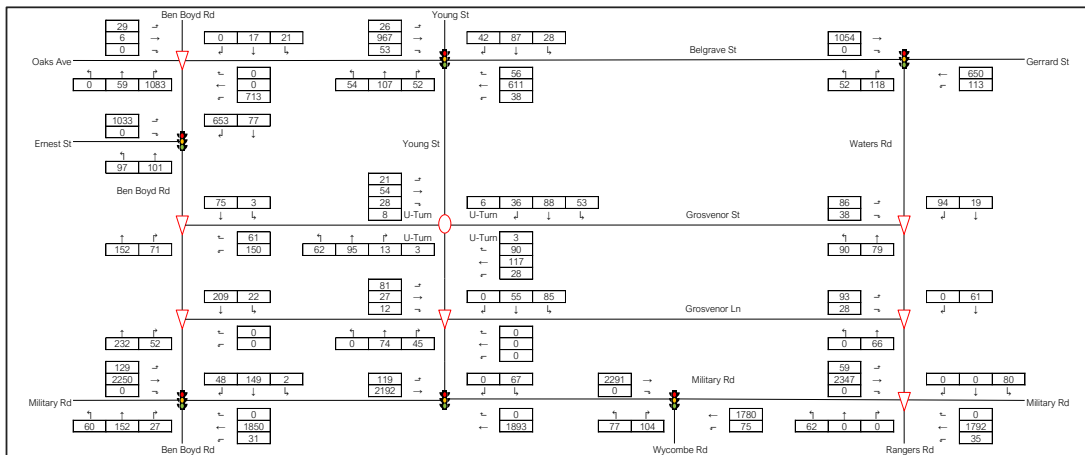 Ben Boyd Rd Young St
29 26
6 0 17 21 967 42 87 28 1054
0 53 Belgrave St 0
Oaks Ave Gerrard St
0 56 650
0 59 1083 0 54 107 52 611 52 118 113
713 38
1033 653 77
0
Ernest St Young St Waters Rd
97 101
21
Ben Boyd Rd 54
75 3 28 6 36 88 53 86 94 19
8 U-Turn U-Turn Grosvenor St 38
U-Turn U-Turn 3
152 71 61 62 95 13 3 90 90 79
150 117
28
81
209 22 27 0 55 85 93 0 61
12 Grosvenor Ln 28
0 0
232 52 0 0 74 45 0 0 66
0
129 59
2250 48 149 2 119 0 67 2291 Military Rd 2347 0 0 80
0 2192 0 0
Military Rd Military Rd
0 0 1780 0
60 152 27 1850 1893 77 104 75 62 0 0 1792
31 35
Ben Boyd Rd Wycombe Rd Rangers Rd